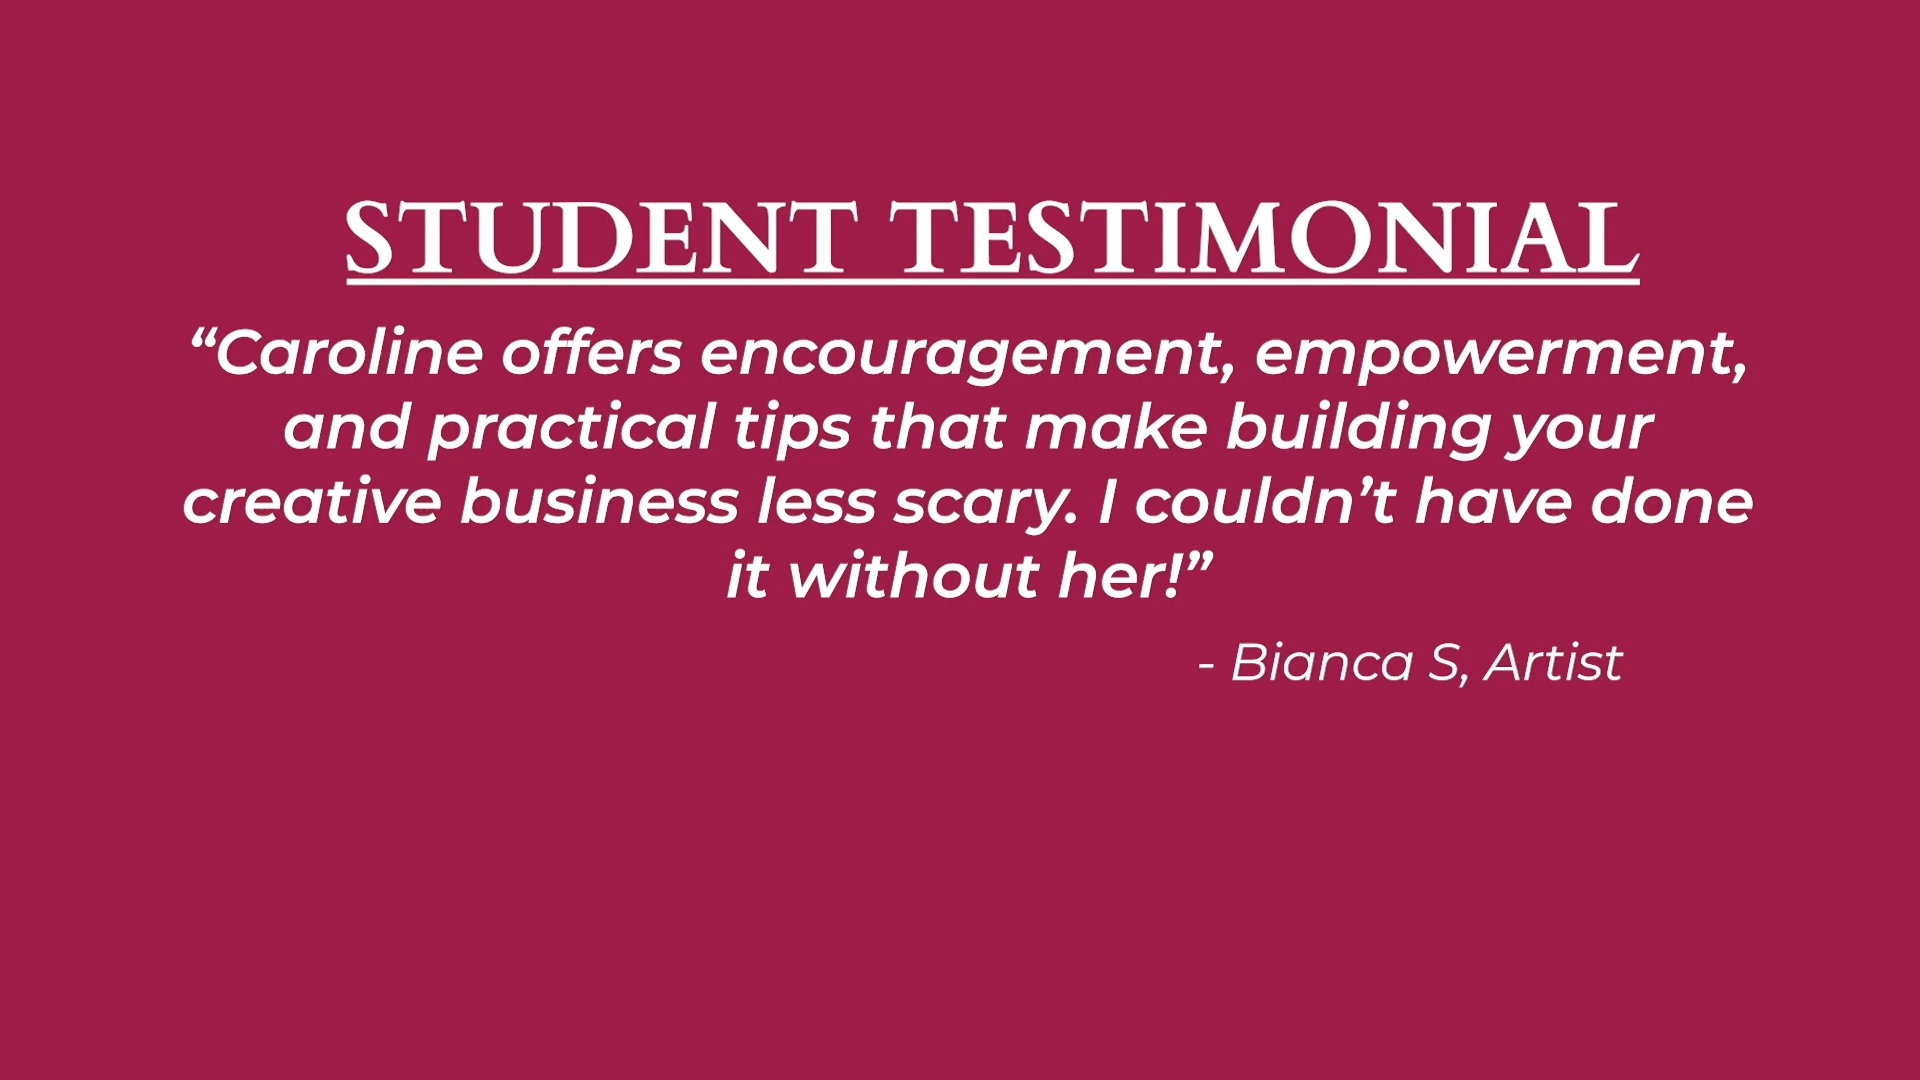 STUDENT TESTIMONIAL
“Caroline offers encouragement, empowerment,
and practical tips that make building your
creative business less scary. I couldn’t have done
it without her!”
- Bianca S, Artist